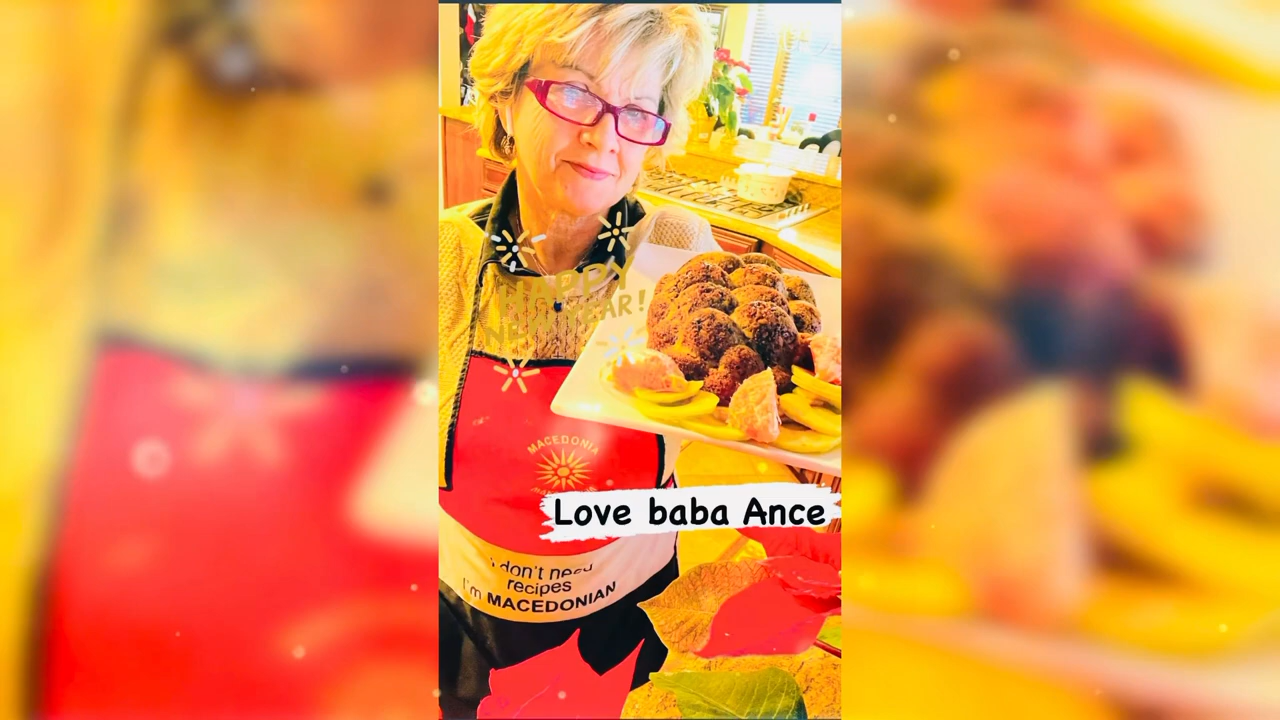 HAPPY
NEW YEAR!
MACEDONIA
Love baba Ance
don't need
recipes
I'm MACEDONIAN